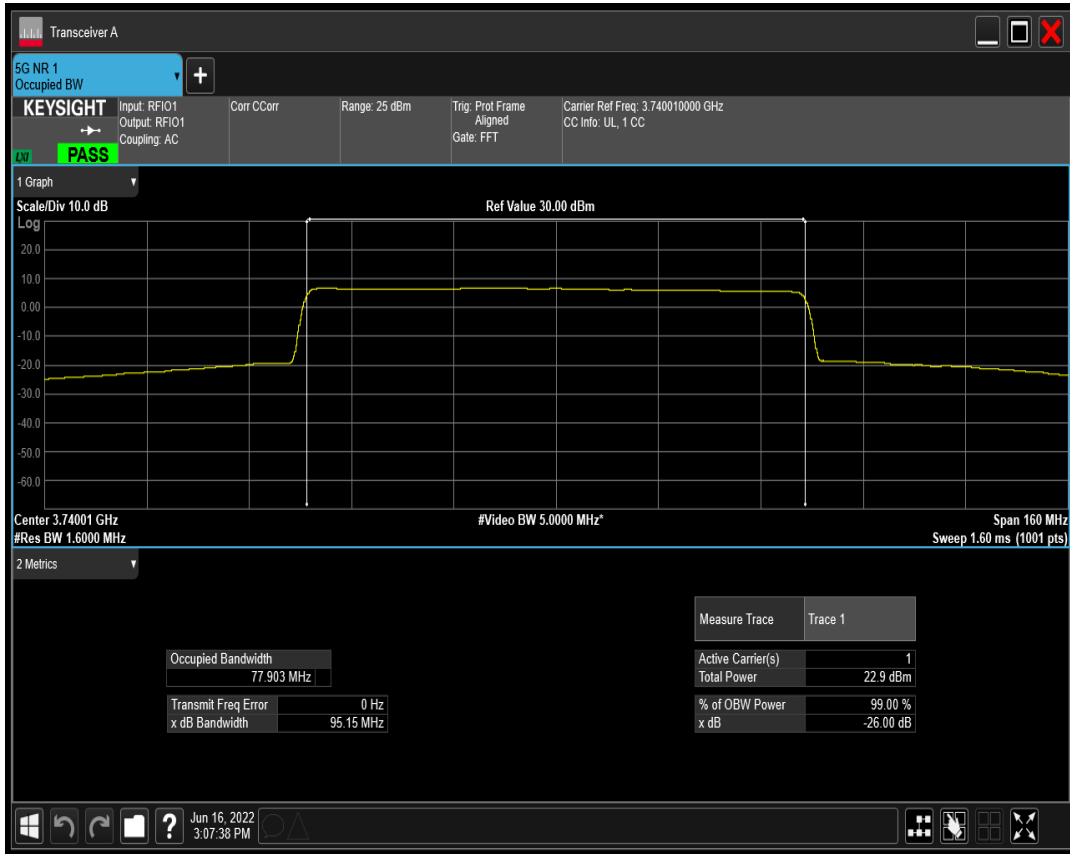 Transceiver A
5G NR 1
Occupied BW
+
KEYSIGHT
LXI
PASS
Input: RFIO1
Output: RFIO1
Coupling: AC
Corr CCorr
Range: 25 dBm
Trig: Prot Frame
Aligned
Gate: FFT
Carrier Ref Freq: 3.740010000 GHz
CC Info: UL, 1 CC
1 Graph
Scale/Div 10.0 dB
Ref Value 30.00 dBm
Log
20.0
10.0
0.00
-10.0
-20.0
-30.0
-40.0
-50.0
-60.0
Center 3.74001 GHz
#Video BW 5.0000 MHz*
Span 160 MHz
#Res BW 1.6000 MHz
Sweep 1.60 ms (1001 pts)
2 Metrics
Measure Trace Trace 1
Occupied Bandwidth
77.903 MHz
Active Carrier(s) 1
Total Power 22.9 dBm
Transmit Freq Error 0 Hz
x dB Bandwidth 95.15 MHz
% of OBW Power 99.00 %
x dB -26.00 dB
?
Jun 16, 2022
3:07:38 PM